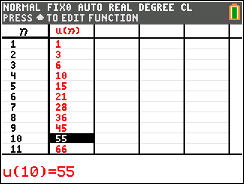 NORMAL FIX0 AUTO REAL DEGREE CL
PRESS ▲ TO EDIT FUNCTION
n u(n)
1 1
2 3
3 6
4 10
5 15
6 21
7 28
8 36
9 45
10 55
11 66
u(10)=55